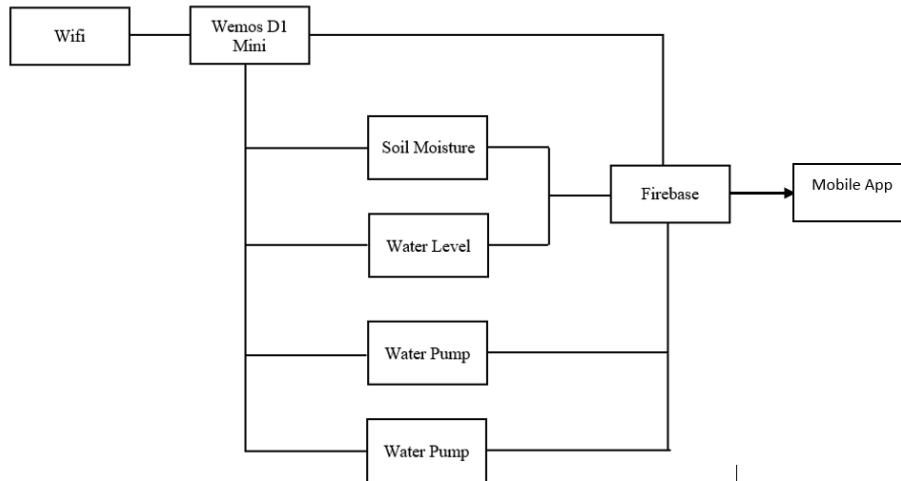 Wifi
Wemos D1
Mini
Soil Moisture
Firebase
Mobile App
Water Level
Water Pump
Water Pump